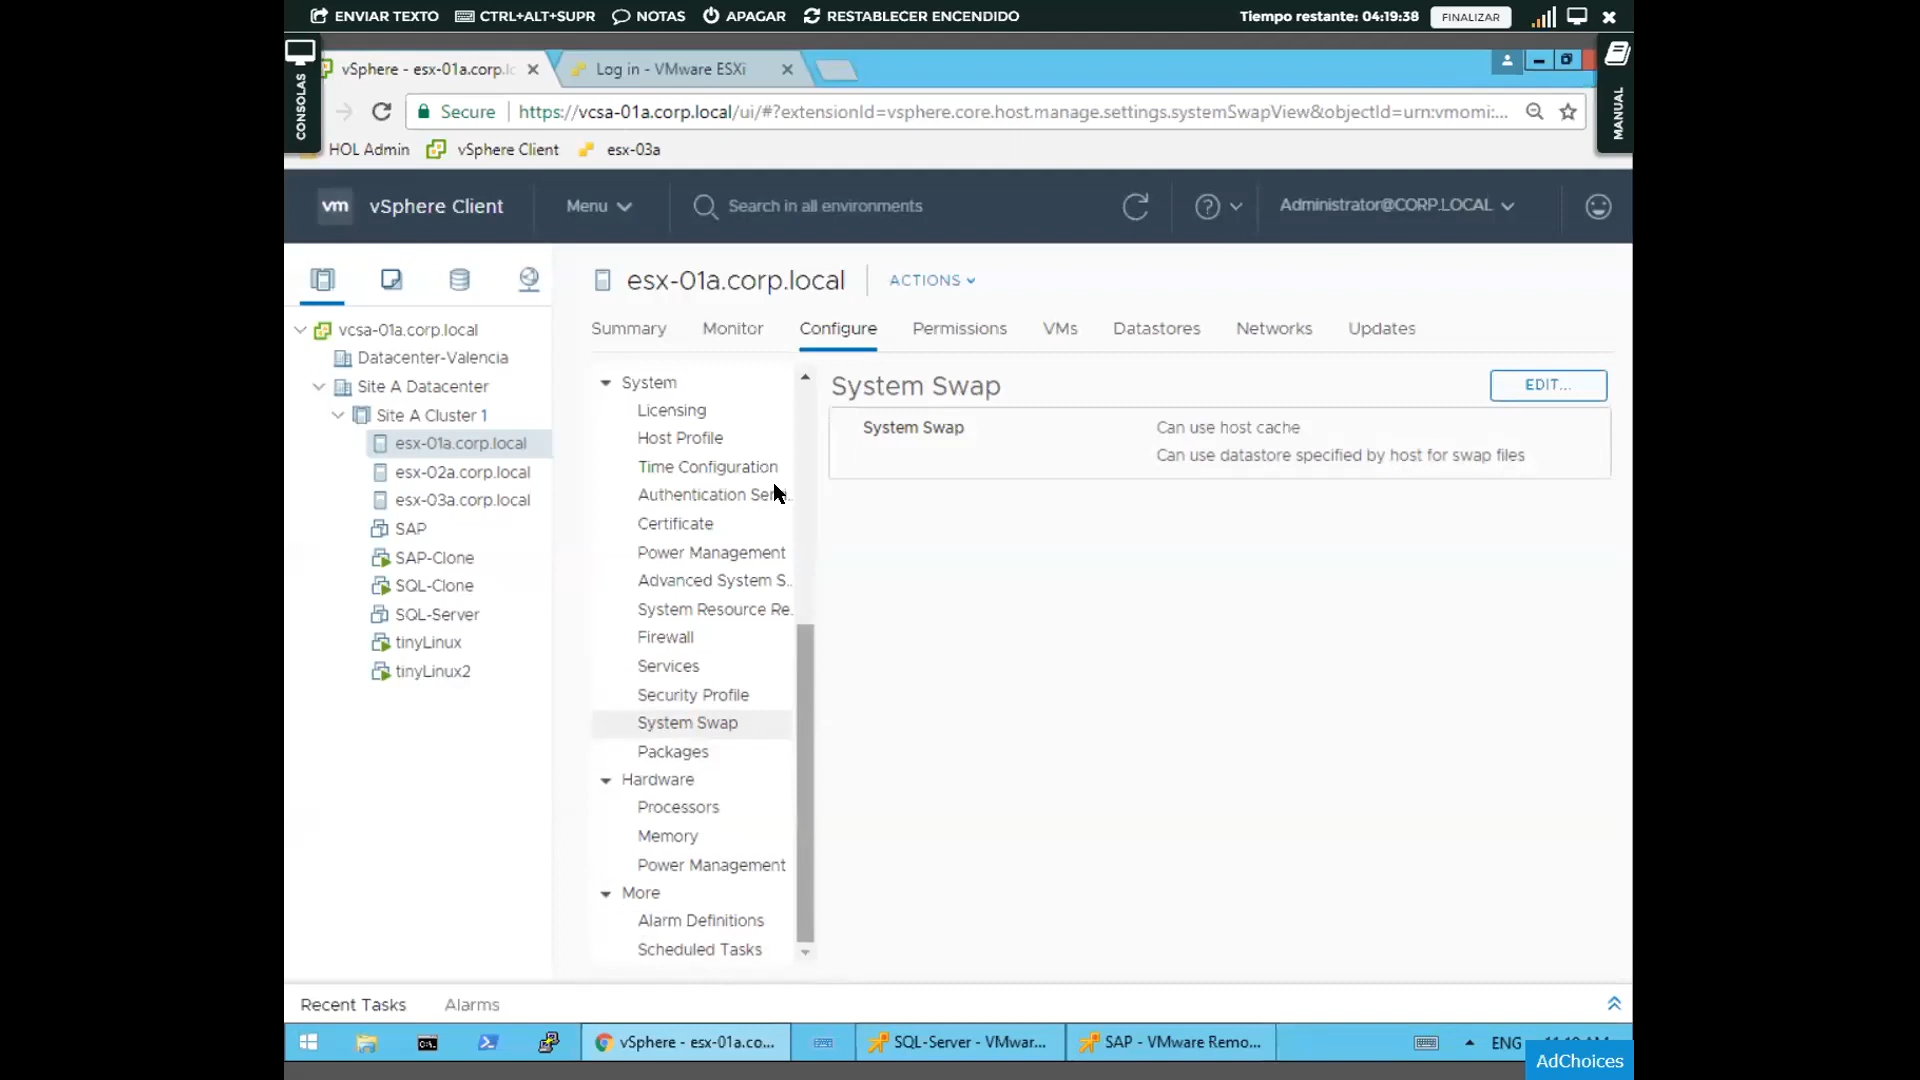 ENVIAR TEXTO CTRL+ALT+SUPR NOTAS APAGAR RESTABLECER ENCENDIDO Tiempo restante: 04:19:38 FINALIZAR
CONSOLAS
MANUAL
vSphere - esx-01a.corp.lc Log in - VMware ESXi
Secure https://vcsa-01a.corp.local/ui/#?extensionId=vsphere.core.host.manage.settings.systemSwapView&objectId=urn:vmomi:...
HOL Admin vSphere Client esx-03a
vm vSphere Client Menu Search in all environments Administrator@CORP.LOCAL
esx-01a.corp.local ACTIONS
Summary Monitor Configure Permissions VMs Datastores Networks Updates
vcsa-01a.corp.local
Datacenter-Valencia
Site A Datacenter
Site A Cluster 1
esx-01a.corp.local
esx-02a.corp.local
esx-03a.corp.local
SAP
SAP-Clone
SQL-Clone
SQL-Server
tinyLinux
tinyLinux2
System
Licensing
Host Profile
Time Configuration
Authentication
Certificate
Power Management
Advanced System S..
System Resource Re.
Firewall
Services
Security Profile
System Swap
Packages
Hardware
Processors
Memory
Power Management
More
Alarm Definitions
Scheduled Tasks
System Swap EDIT...
System Swap Can use host cache
Can use datastore specified by host for swap files
Recent Tasks Alarms
vSphere - esx-01a.co... SQL-Server - VMwar... SAP - VMware Remo... ENG
AdChoices